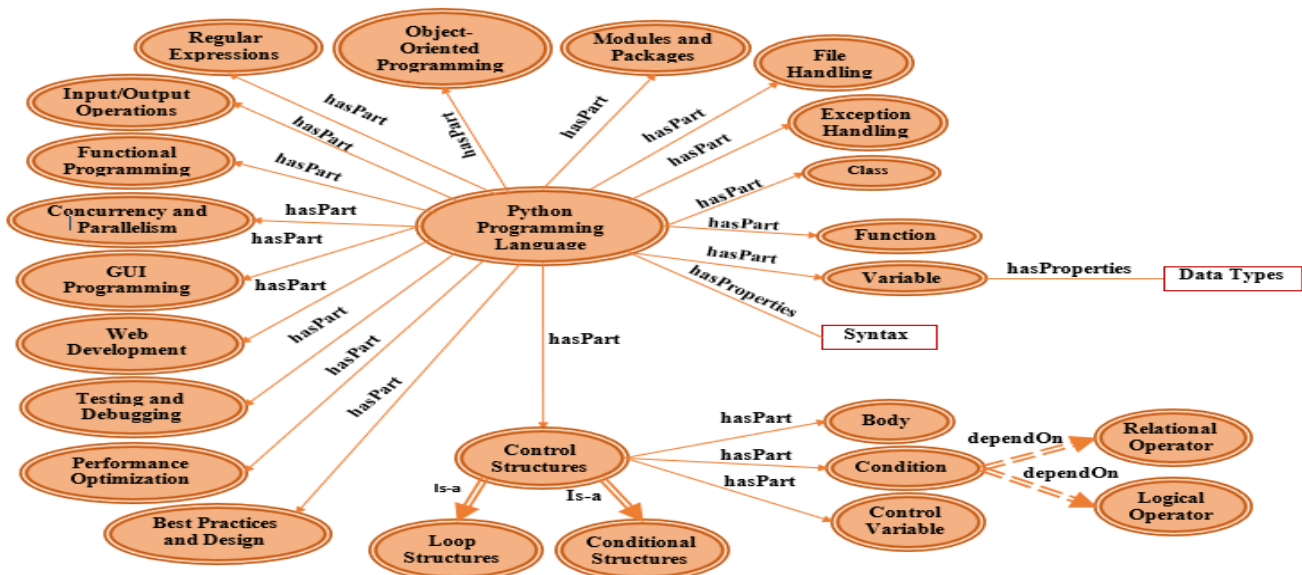 Regular
Expressions
Object-
Oriented
Programming
Modules and
Packages
File
Handling
Input/Output
Operations
hasPart
hasPart
hasPart
hasPart
hasPart
Exception
Handling
Functional
Programming
hasPart
hasPart
hasPart
Class
Concurrency and
Parallelism
hasPart
Python
Programming
Language
hasPart
Function
hasPart
GUI
Programming
hasPart
hasPart
Variable
hasProperties
Data Types
hasProperties
Syntax
Web
Development
hasPart
hasPart
hasPart
hasPart
Testing and
Debugging
Performance
Optimization
Best Practices
and Design
Control
Structures
Is-a
Is-a
Loop
Structures
Conditional
Structures
hasPart
Body
hasPart
Condition
hasPart
Control
Variable
dependOn
Relational
Operator
dependOn
Logical
Operator